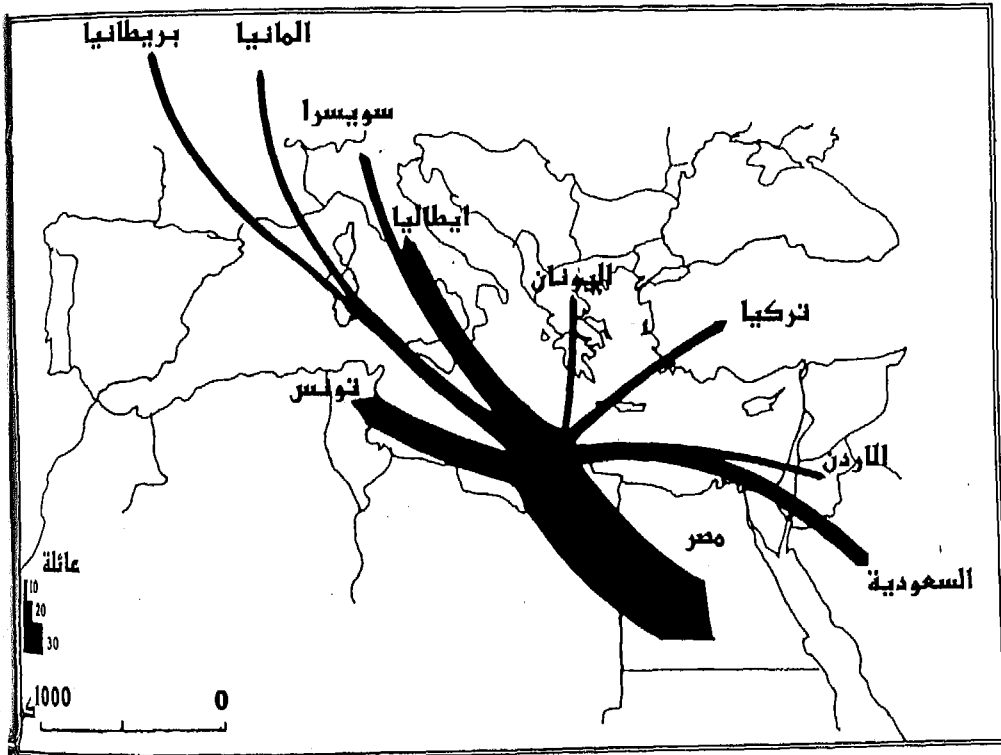 بريطانيا
المانيا
سويسرا
ايطاليا
اليونان
تركيا
تونس
الاردن
مصر
السعودية
عائلة
10
20
30
1000 0